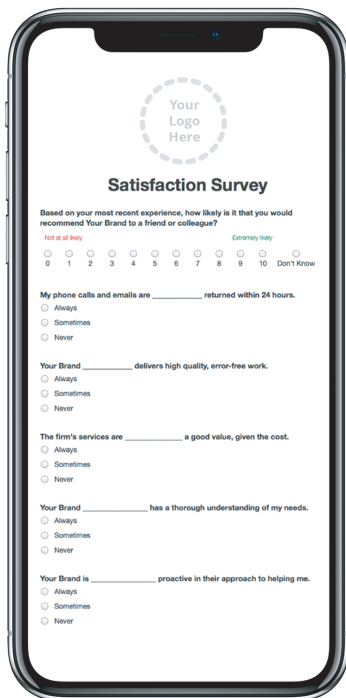 Your
Logo
Here
Satisfaction Survey
Based on your most recent experience, how likely is it that you would
recommend Your Brand to a friend or colleague?
Not at all likely Extremely likely
0 1 2 3 4 5 6 7 8 9 10 Don't Know
My phone calls and emails are ____________ returned within 24 hours.
Always
Sometimes
Never
Your Brand ____________ delivers high quality, error-free work.
Always
Sometimes
Never
The firm's services are ______________ a good value, given the cost.
Always
Sometimes
Never
Your Brand ________________ has a thorough understanding of my needs.
Always
Sometimes
Never
Your Brand is ________________ proactive in their approach to helping me.
Always
Sometimes
Never